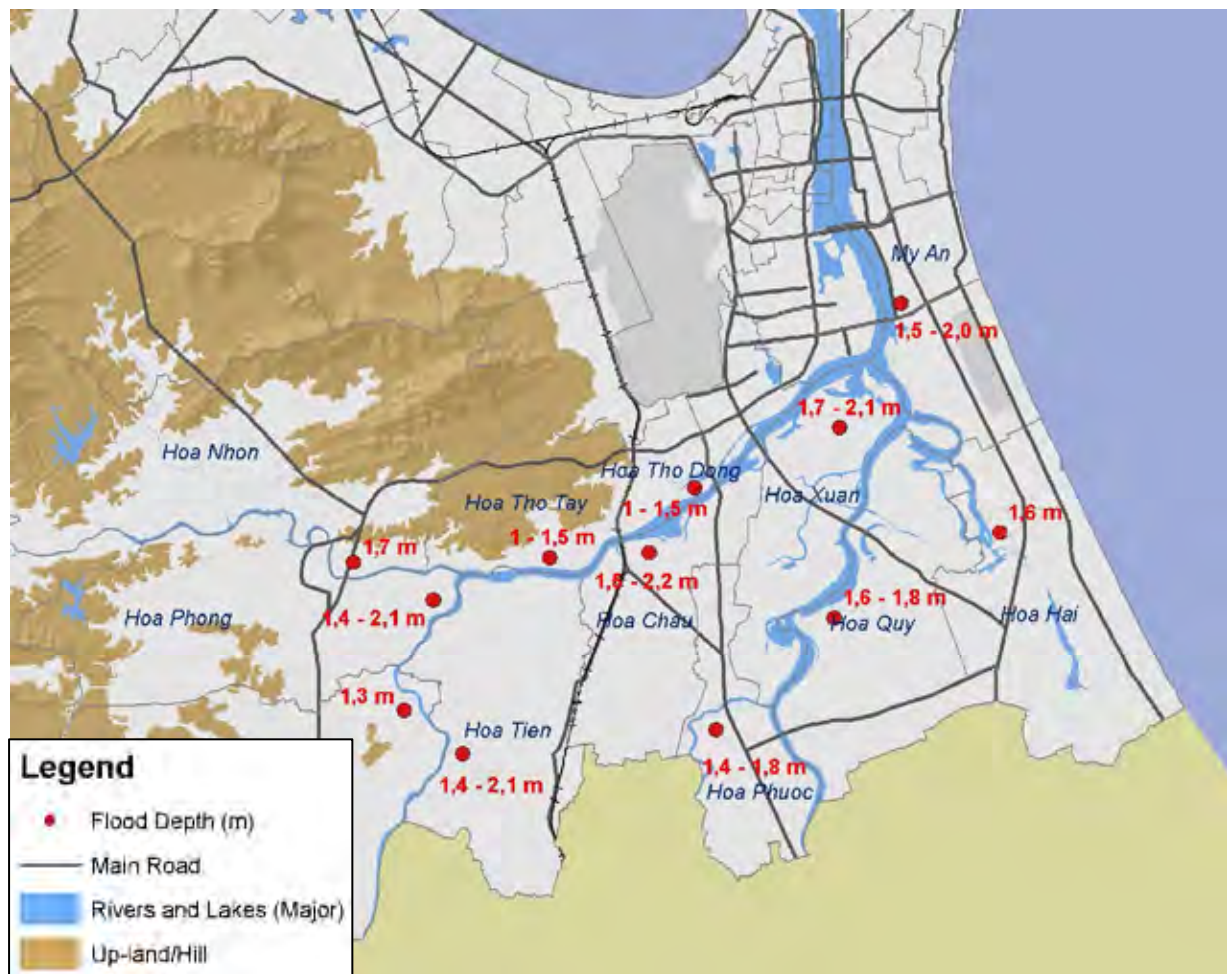 My An
1,5 - 2,0 m
1,7 - 2,1 m
Hoa Nhon
Hoa Tho Dong
Hoa Xuan
Hoa Tho Tay
1 - 1,5 m
1,6 m
1 - 1,5 m
1,7 m
2,2 m
1,4 - 2,1 m
1,6 - 1,8 m
Hoa Phong
Hoa Chau
Hoa Quy
Hoa Hai
1,3 m
Hoa Tien
1,4 - 2,1 m
1,4 - 1,8 m
Hoa Phuoc
Legend
Flood Depth (m)
Main Road
Rivers and Lakes (Major)
Up-land/Hill